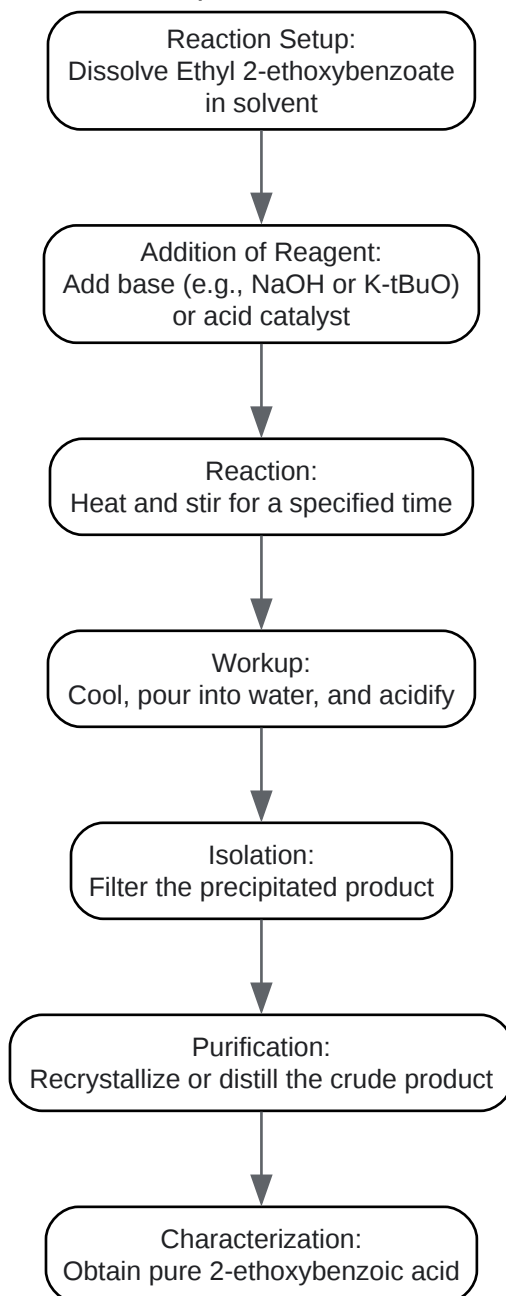 Reaction Setup:
Dissolve Ethyl 2-ethoxybenzoate
in solvent
Addition of Reagent:
Add base (e.g., NaOH or K-tBuO)
or acid catalyst
Reaction:
Heat and stir for a specified time
Workup:
Cool, pour into water, and acidify
Isolation:
Filter the precipitated product
Purification:
Recrystallize or distill the crude product
Characterization:
Obtain pure 2-ethoxybenzoic acid